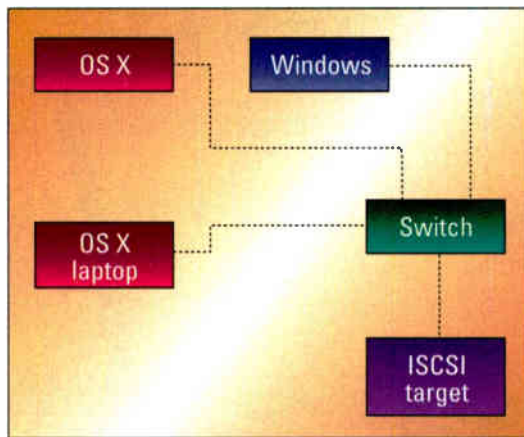 OS X
Windows
OS X
laptop
Switch
ISCSI
target